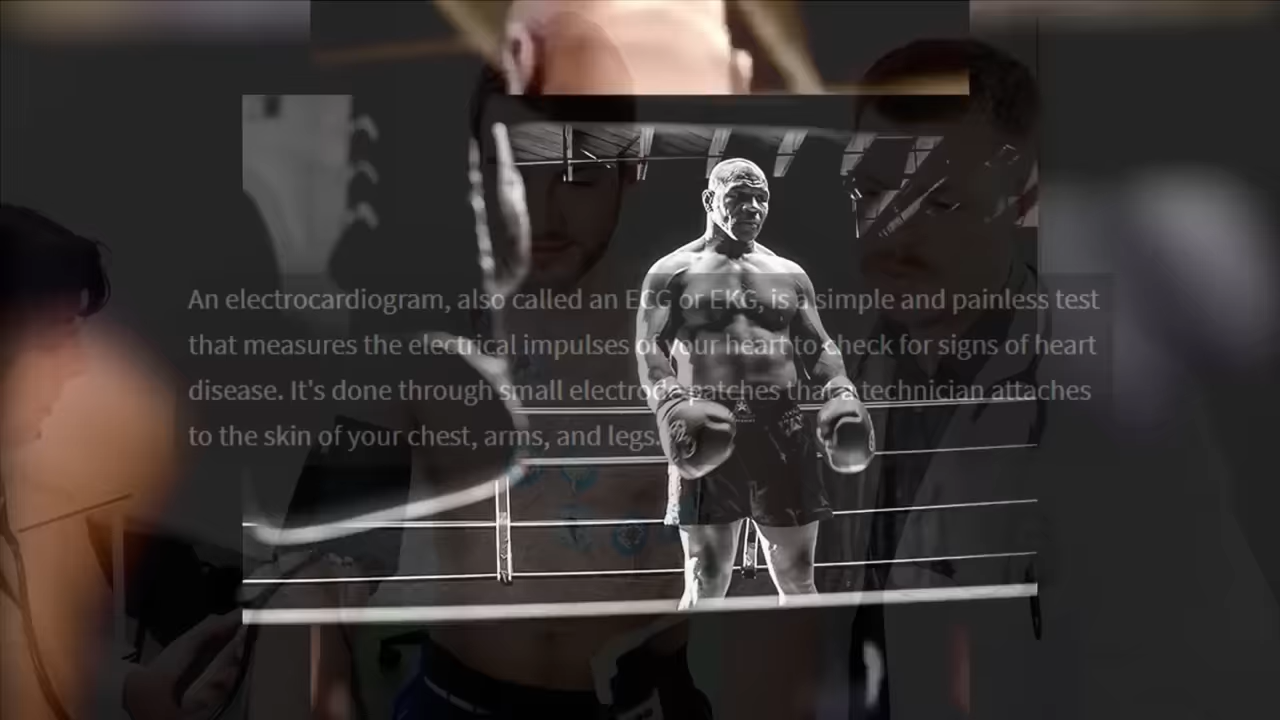 An electrocardiogram, also called an ECG or EKG, is a simple and painless test
that measures the electrical impulses of your heart to check for signs of heart
disease. It's done through small electrode patches that a technician attaches
to the skin of your chest, arms, and legs.